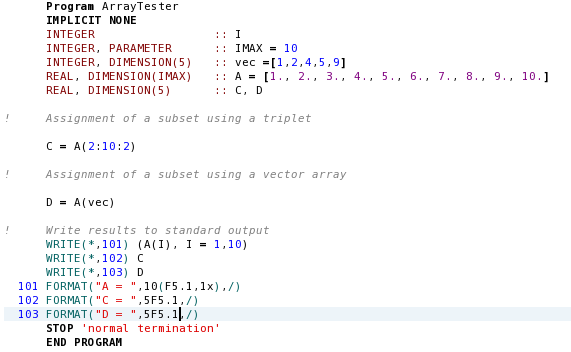 Program ArrayTester
IMPLICIT NONE
INTEGER :: I
INTEGER, PARAMETER :: IMAX = 10
INTEGER, DIMENSION(5) :: vec =[1,2,4,5,9]
REAL, DIMENSION(IMAX) :: A = [1., 2., 3., 4., 5., 6., 7., 8., 9., 10.]
REAL, DIMENSION(5) :: C, D
! Assignment of a subset using a triplet
C = A(2:10:2)
! Assignment of a subset using a vector array
D = A(vec)
! Write results to standard output
WRITE(*,101) (A(I), I = 1,10)
WRITE(*,102) C
WRITE(*,103) D
101 FORMAT("A = ",10(F5.1,1x),/)
102 FORMAT("C = ",5F5.1,/)
103 FORMAT("D = ",5F5.1,/)
STOP 'normal termination'
END PROGRAM